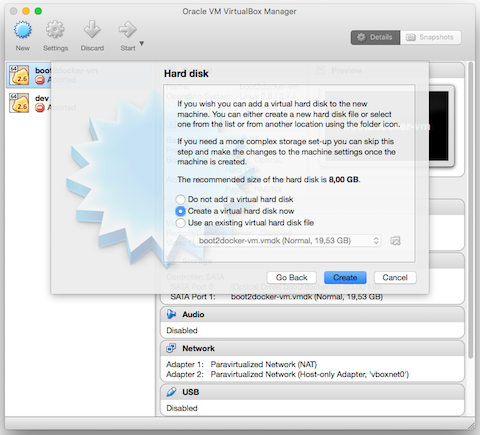 Oracle VM VirtualBox Manager
New
Settings
Discard
Start
Details
Snapshots
64
2.6
64
2.6
dev
Hard disk
If you wish you can add a virtual hard disk to the new
machine. You can either create a new hard disk file or select
one from the list or from another location using the folder icon.
If you need a more complex storage set-up you can skip this
step and make the changes to the machine settings once the
machine is created.
The recommended size of the hard disk is 8,00 GB.
Do not add a virtual hard disk
Create a virtual hard disk now
Use an existing virtual hard disk file
boot2docker-vm.vmdk (Normal, 19,53 GB)
Go Back
Create
Cancel
SATA Port 1: boot2docker-vm.vmdk (Normal, 19,53 GB)
Audio
Disabled
Network
Adapter 1: Paravirtualized Network (NAT)
Adapter 2: Paravirtualized Network (Host-only Adapter, 'vboxnet0')
USB
Disabled